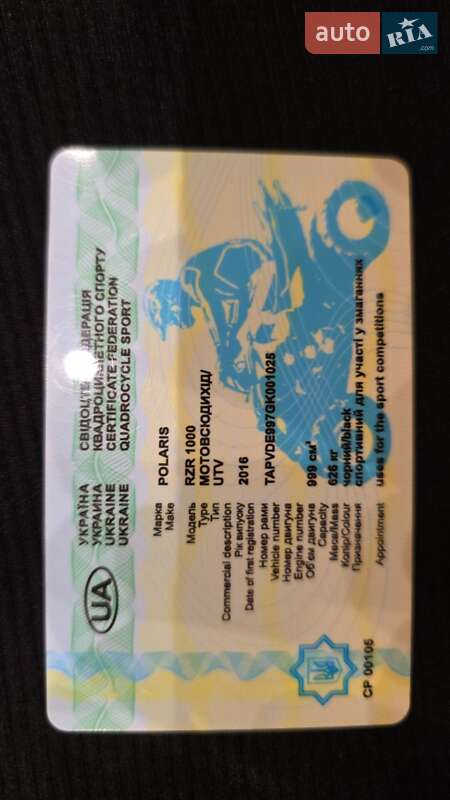 auto RIA.com
УКРАЇНА
УКРАИНА
UKRAINE
UKRAINE
СВІДОЦТВО ФЕДЕРАЦІЯ
КВАДРОЦИКЛЕТНОГО СПОРТУ
CERTIFICATE FEDERATION
QUADROCYCLE SPORT
UA
Марка
Make
POLARIS
Модель
RZR 1000
Type
Тип
МОТОВСЮДИХІД/
UTV
Commercial description
Рік випуску
2016
Date of first registration
Номер рами
TAPVDE997GK001025
Vehicle number
Номер двигуна
Engine number
Об'єм двигуна
999 см³
Capacity
Маса/Mass
626 кг
Колір/Colour
чорний/black
Призначення
спортивний для участі у змаганнях
Appointment
uses for the sport competitions
CP 00105